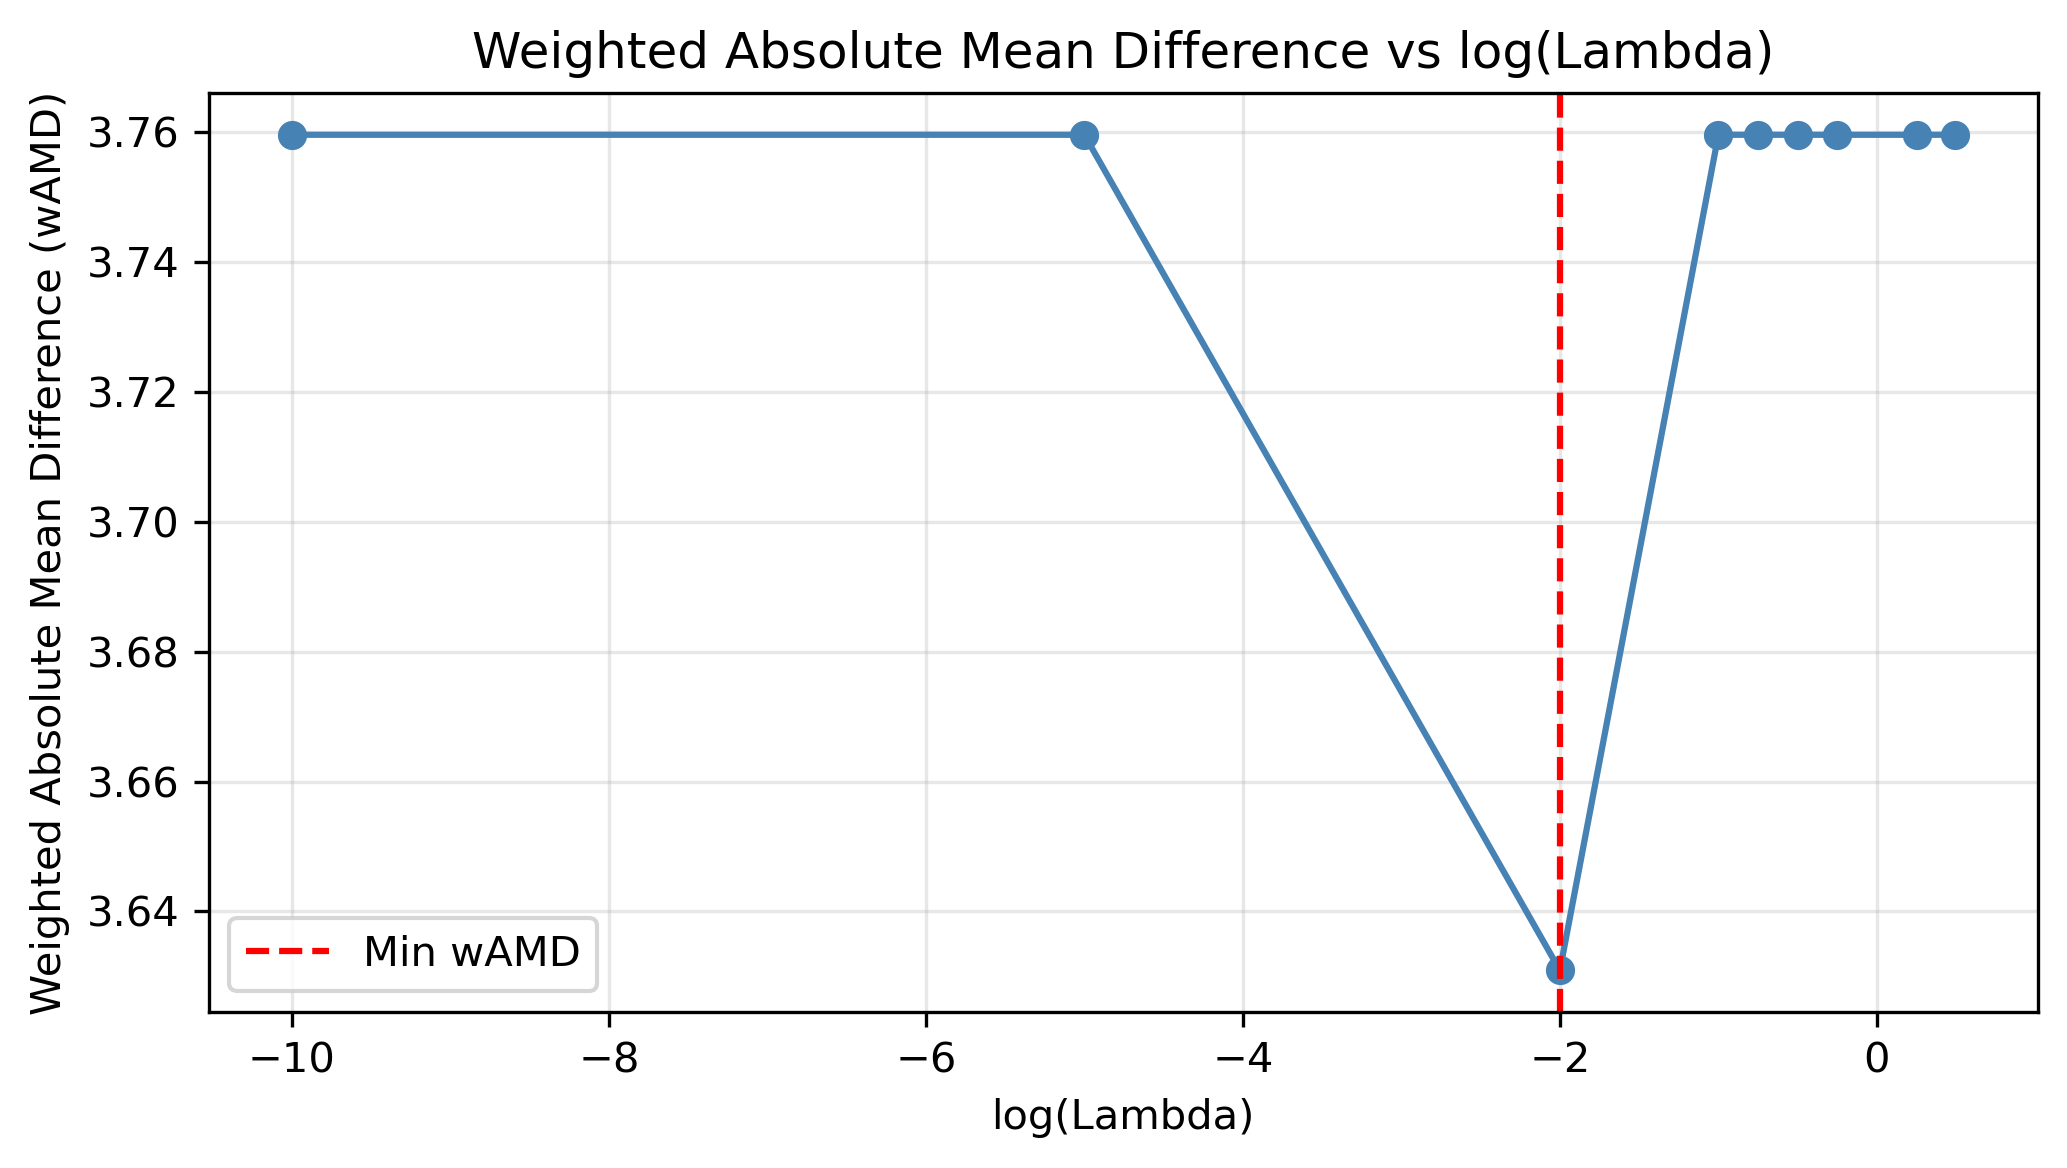 Weighted Absolute Mean Difference vs log(Lambda)
Weighted Absolute Mean Difference (wAMD)
3.76
3.74
3.72
3.70
3.68
3.66
3.64
Min wAMD
−10 −8 −6 −4 −2 0
log(Lambda)